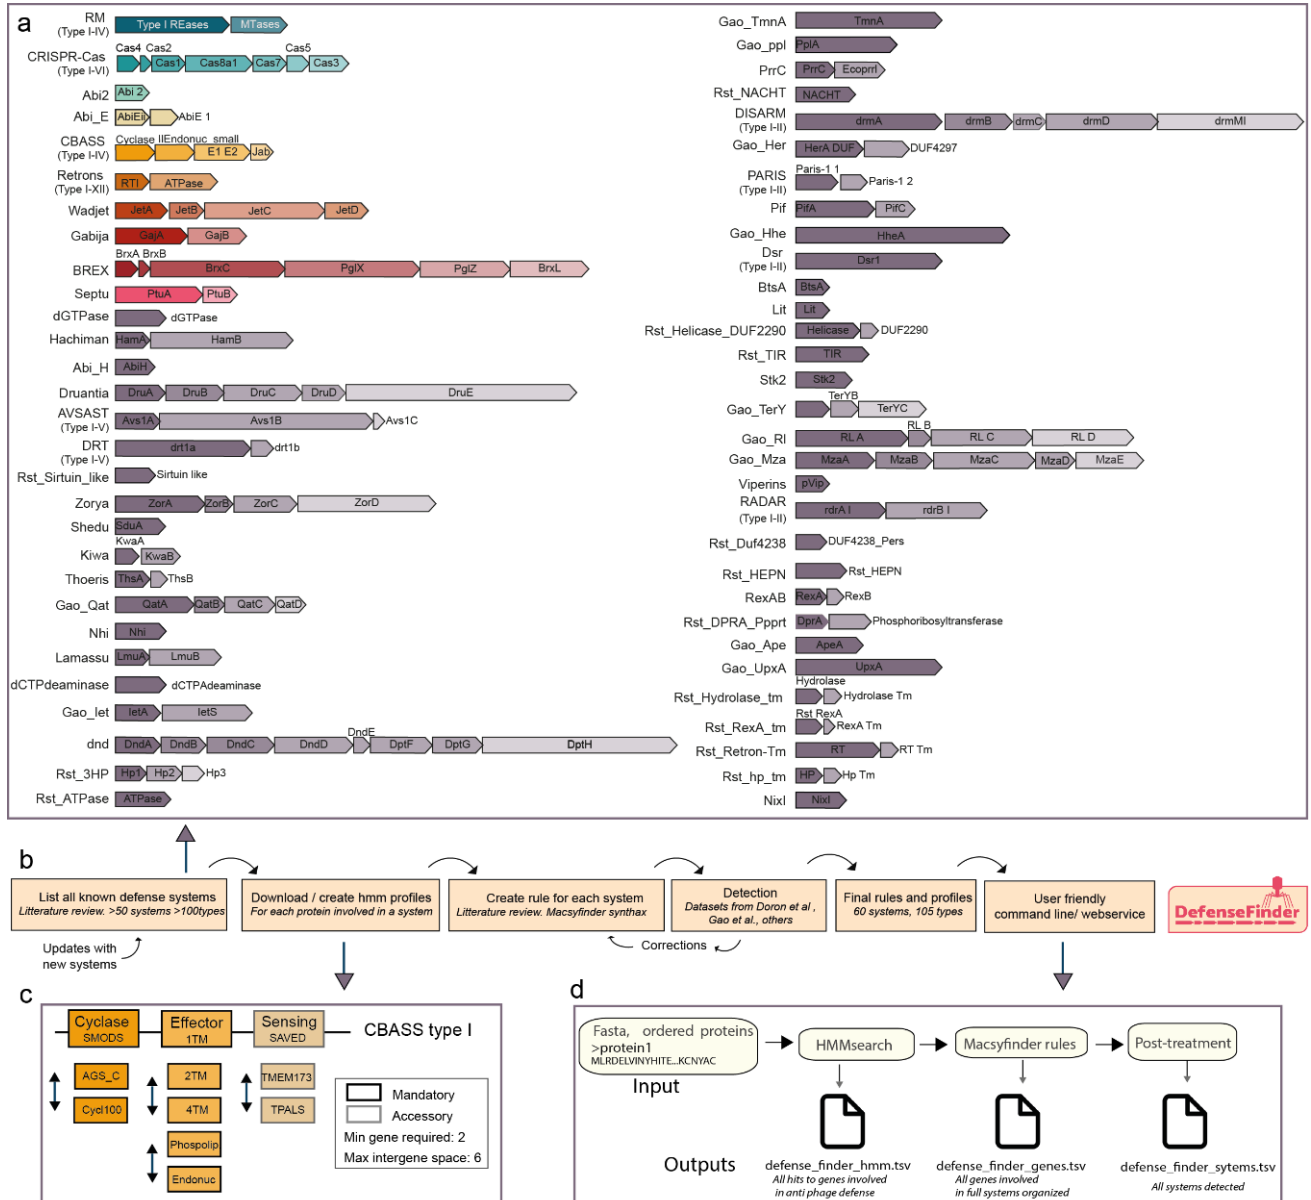 a
RM
(Type I-IV)
Type I REases
MTases
CRISPR-Cas
(Type I-VI)
Cas4
Cas2
Cas1
Cas8a1
Cas7
Cas5
Cas3
Abi2
Abi 2
Abi_E
AbiEii
AbiE 1
CBASS
(Type I-IV)
Cyclase IIEndonuc_small
E1 E2
Jab
Retrons
(Type I-XII)
RTI
ATPase
Wadjet
JetA
JetB
JetC
JetD
Gabija
GajA
GajB
BREX
BrxA
BrxB
BrxC
PglX
PglZ
BrxL
Septu
PtuA
PtuB
dGTPase
dGTPase
Hachiman
HamA
HamB
Abi_H
AbiH
Druantia
DruA
DruB
DruC
DruD
DruE
AVSAST
(Type I-V)
Avs1A
Avs1B
Avs1C
DRT
(Type I-V)
drt1a
drt1b
Rst_Sirtuin_like
Sirtuin like
Zorya
ZorA
ZorB
ZorC
ZorD
Shedu
SduA
Kiwa
KwaA
KwaB
Thoeris
ThsA
ThsB
Gao_Qat
QatA
QatB
QatC
QatD
Nhi
Nhi
Lamassu
LmuA
LmuB
dCTPdeaminase
dCTPAdeaminase
Gao_Iet
IetA
IetS
dnd
DndA
DndB
DndC
DndD
DndE
DptF
DptG
DptH
Rst_3HP
Hp1
Hp2
Hp3
Rst_ATPase
ATPase
Gao_TmnA
TmnA
Gao_ppl
PplA
PrrC
PrrC
EcoprrI
Rst_NACHT
NACHT
DISARM
(Type I-II)
drmA
drmB
drmC
drmD
drmMI
Gao_Her
HerA DUF
DUF4297
PARIS
(Type I-II)
Paris-1 1
Paris-1 2
Pif
PifA
PifC
Gao_Hhe
HheA
Dsr
(Type I-II)
Dsr1
BtsA
BtsA
Lit
Lit
Rst_Helicase_DUF2290
Helicase
DUF2290
Rst_TIR
TIR
Stk2
Stk2
Gao_TerY
TerYB
TerYC
Gao_Rl
RL A
RL B
RL C
RL D
Gao_Mza
MzaA
MzaB
MzaC
MzaD
MzaE
Viperins
pVip
RADAR
(Type I-II)
rdrA I
rdrB I
Rst_Duf4238
DUF4238_Pers
Rst_HEPN
Rst_HEPN
RexAB
RexA
RexB
Rst_DPRA_Ppprt
DprA
Phosphoribosyltransferase
Gao_Ape
ApeA
Gao_UpxA
UpxA
Rst_Hydrolase_tm
Hydrolase
Hydrolase Tm
Rst_RexA_tm
Rst RexA
RexA Tm
Rst_Retron-Tm
RT
RT Tm
Rst_hp_tm
HP
Hp Tm
NixI
NixI
b
List all known defense systems
Litterature review. >50 systems >100types
Updates with
new systems
Download / create hmm profiles
For each protein involved in a system
Create rule for each system
Litterature review. Macsyfinder synthax
Detection
Datasets from Doron et al ,
Gao et al., others
Corrections
Final rules and profiles
60 systems, 105 types
User friendly
command line/ webservice
DefenseFinder
c
Cyclase
SMODS
Effector
1TM
Sensing
SAVED
CBASS type I
AGS_C
Cycl100
2TM
4TM
Phospolip
Endonuc
TMEM173
TPALS
Mandatory
Accessory
Min gene required: 2
Max intergene space: 6
d
Fasta, ordered proteins
>protein1
MLRDELVINYHITE...KCNYAC
Input
HMMsearch
Macsyfinder rules
Post-treatment
Outputs
defense_finder_hmm.tsv
All hits to genes involved
in anti phage defense
defense_finder_genes.tsv
All genes involved
in full systems organized
defense_finder_sytems.tsv
All systems detected